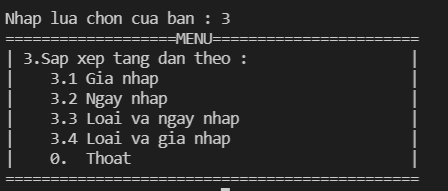 Nhap lua chon cua ban : 3
===================MENU=======================
| 3.Sap xep tang dan theo :                  |
|    3.1 Gia nhap                            |
|    3.2 Ngay nhap                           |
|    3.3 Loai va ngay nhap                   |
|    3.4 Loai va gia nhap                    |
|    0.  Thoat                               |
==============================================